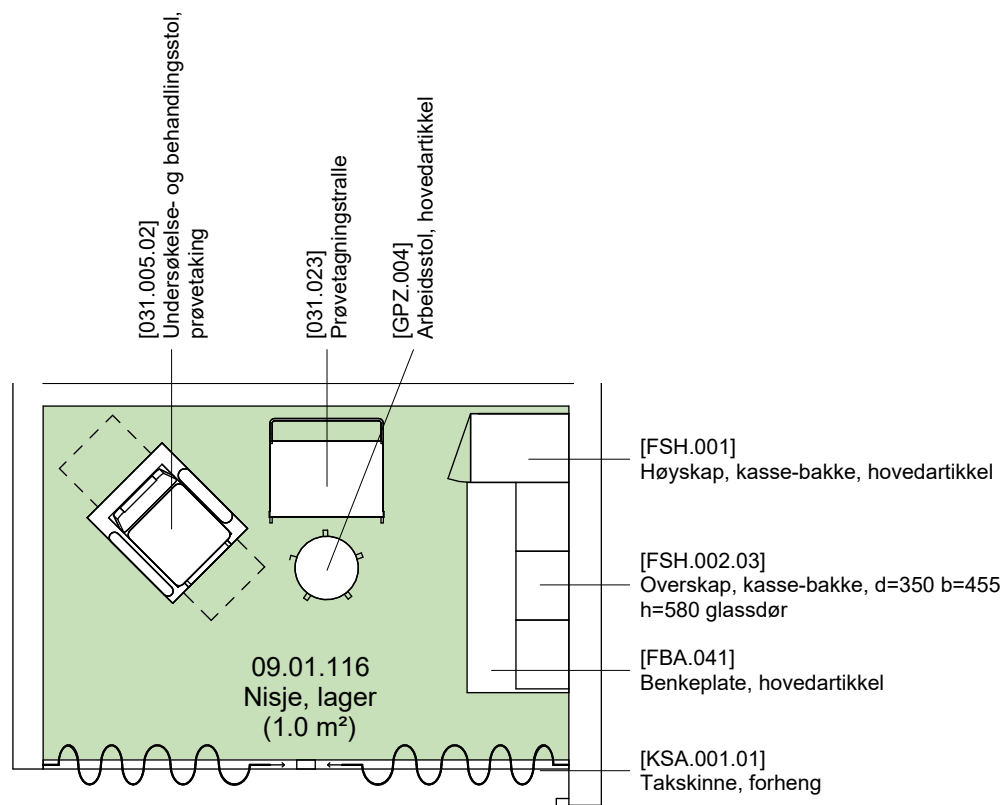 [031.005.02]
Undersøkelse- og behandlingsstol,
prøvetaking
[031.023]
Prøvetagningstralle
[GPZ.004]
Arbeidsstol, hovedartikkel
[FSH.001]
Høyskap, kasse-bakke, hovedartikkel
[FSH.002.03]
Overskap, kasse-bakke, d=350 b=455
h=580 glassdør
[FBA.041]
Benkeplate, hovedartikkel
09.01.116
Nisje, lager
(1.0 m²)
[KSA.001.01]
Takskinne, forheng